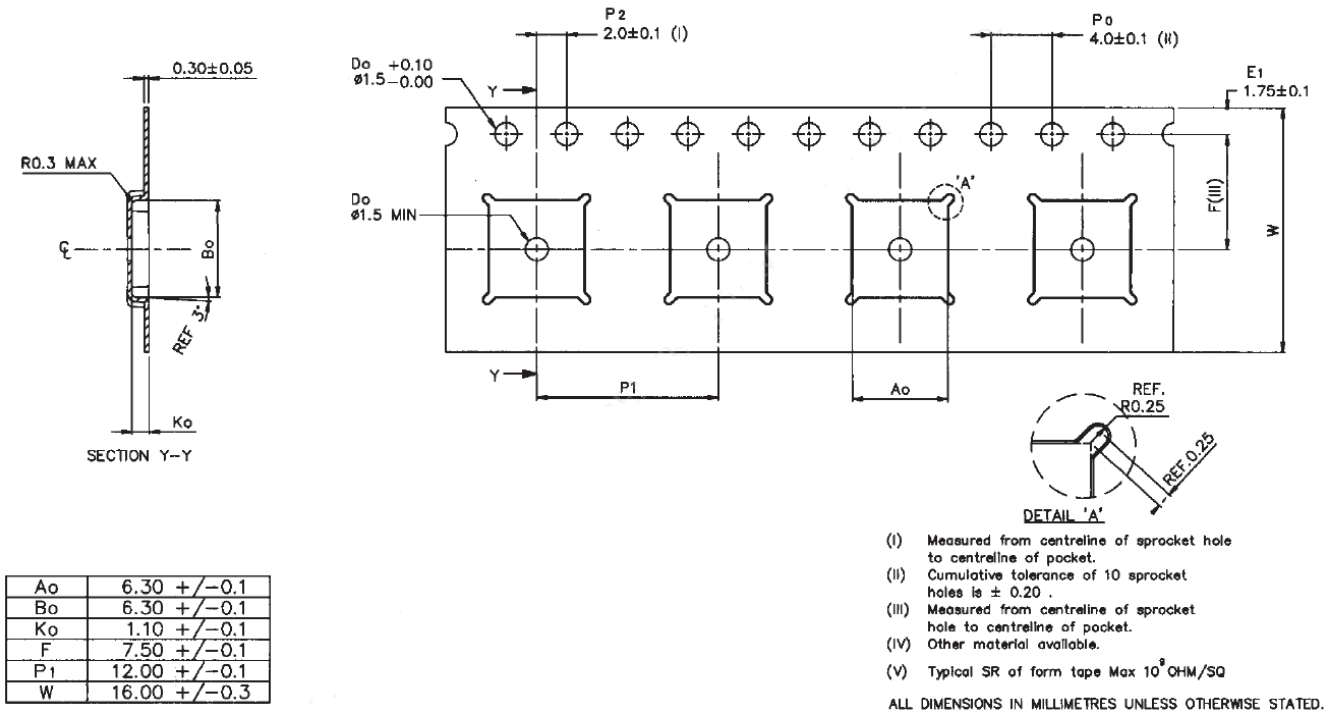 P2
2.0±0.1 (I)
Po
4.0±0.1 (II)
E1
1.75±0.1
0.30±0.05
Do +0.10
ø1.5-0.00
Y
R0.3 MAX
Do
ø1.5 MIN
'A'
F(III)
W
℄
Bo
REF 3°
Y
P1
Ao
Ko
SECTION Y-Y
REF.
R0.25
REF.0.25
DETAIL 'A'
(I) Measured from centreline of sprocket hole
to centreline of pocket.
(II) Cumulative tolerance of 10 sprocket
holes is ± 0.20 .
(III) Measured from centreline of sprocket
hole to centreline of pocket.
(IV) Other material available.
(V) Typical SR of form tape Max 10⁹ OHM/SQ
ALL DIMENSIONS IN MILLIMETRES UNLESS OTHERWISE STATED.
Ao 6.30 +/-0.1
Bo 6.30 +/-0.1
Ko 1.10 +/-0.1
F 7.50 +/-0.1
P1 12.00 +/-0.1
W 16.00 +/-0.3